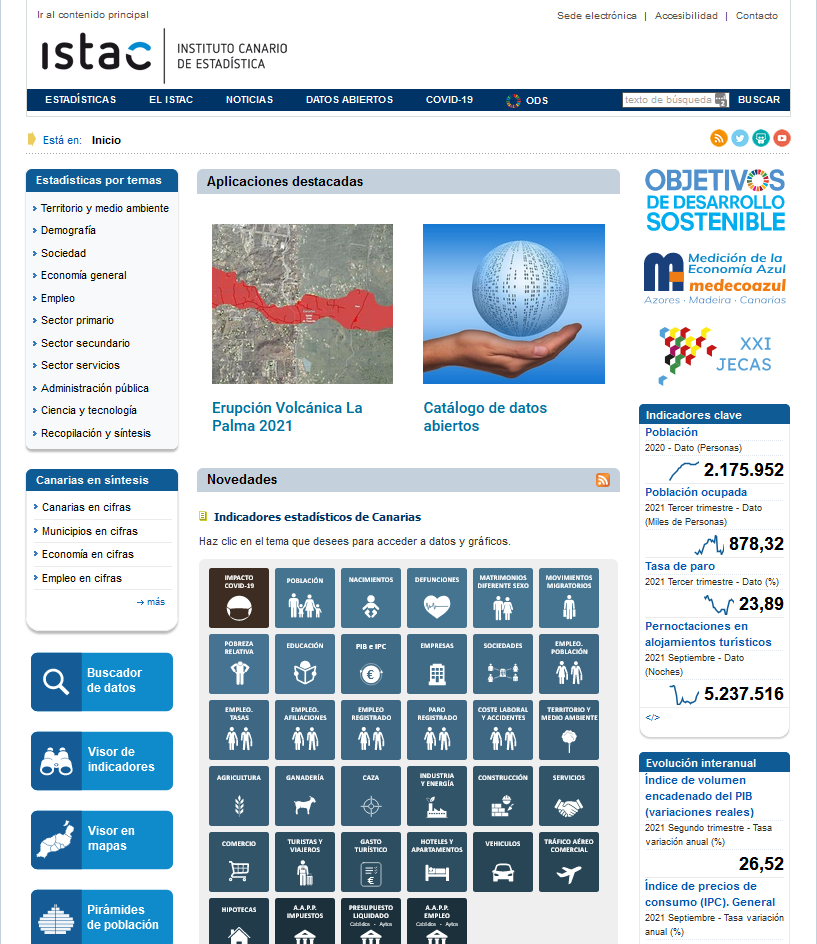 Ir al contenido principal
Sede electrónica | Accesibilidad | Contacto
istac
INSTITUTO CANARIO
DE ESTADÍSTICA
ESTADÍSTICAS EL ISTAC NOTICIAS DATOS ABIERTOS COVID-19 ODS
texto de búsqueda BUSCAR
Está en: Inicio
Estadísticas por temas
Territorio y medio ambiente
Demografía
Sociedad
Economía general
Empleo
Sector primario
Sector secundario
Sector servicios
Administración pública
Ciencia y tecnología
Recopilación y síntesis
Canarias en síntesis
Canarias en cifras
Municipios en cifras
Economía en cifras
Empleo en cifras
más
Buscador
de datos
Visor de
indicadores
Visor en
mapas
Pirámides
de población
Aplicaciones destacadas
Erupción Volcánica La
Palma 2021
Catálogo de datos
abiertos
Novedades
Indicadores estadísticos de Canarias
Haz clic en el tema que desees para acceder a datos y gráficos.
IMPACTO
COVID-19
POBLACIÓN
NACIMIENTOS
DEFUNCIONES
MATRIMONIOS
DIFERENTE SEXO
MOVIMIENTOS
MIGRATORIOS
POBREZA
RELATIVA
EDUCACIÓN
PIB e IPC
EMPRESAS
SOCIEDADES
EMPLEO.
POBLACIÓN
EMPLEO.
TASAS
EMPLEO.
AFILIACIONES
EMPLEO
REGISTRADO
PARO
REGISTRADO
COSTE LABORAL
Y ACCIDENTES
TERRITORIO Y
MEDIO AMBIENTE
AGRICULTURA
GANADERÍA
CAZA
INDUSTRIA
Y ENERGÍA
CONSTRUCCIÓN
SERVICIOS
COMERCIO
TURISTAS Y
VIAJEROS
GASTO
TURÍSTICO
HOTELES Y
APARTAMENTOS
VEHICULOS
TRÁFICO AÉREO
COMERCIAL
HIPOTECAS
A.A.P.P.
IMPUESTOS
PRESUPUESTO
LIQUIDADO
Cabildos - Aytos
A.A.P.P.
EMPLEO
Cabildos - Aytos
OBJETIVOS
DE DESARROLLO
SOSTENIBLE
Medición de la
Economía Azul
medecoazul
Azores · Madeira · Canarias
XXI
JECAS
Indicadores clave
Población
2020 - Dato (Personas)
2.175.952
Población ocupada
2021 Tercer trimestre - Dato
(Miles de Personas)
878,32
Tasa de paro
2021 Tercer trimestre - Dato (%)
23,89
Pernoctaciones en
alojamientos turísticos
2021 Septiembre - Dato
(Noches)
5.237.516
</>
Evolución interanual
Índice de volumen
encadenado del PIB
(variaciones reales)
2021 Segundo trimestre - Tasa
variación anual (%)
26,52
Índice de precios de
consumo (IPC). General
2021 Septiembre - Tasa variación
anual (%)